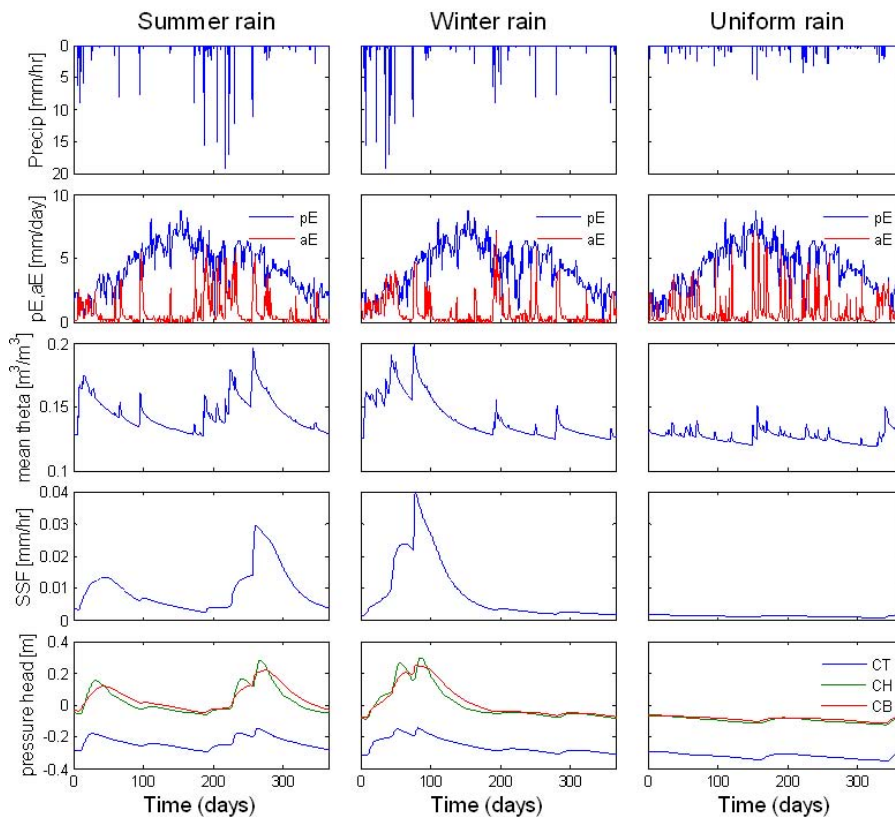 Summer rain Winter rain Uniform rain
Precip [mm/hr]
0
5
10
15
20
pE,aE [mm/day]
10
5
0
pE
aE
pE
aE
pE
aE
mean theta [m³/m³]
0.2
0.15
0.1
SSF [mm/hr]
0.04
0.03
0.02
0.01
0
pressure head [m]
0.4
0.2
0
-0.2
-0.4
CT
CH
CB
0 100 200 300 0 100 200 300 0 100 200 300
Time (days) Time (days) Time (days)